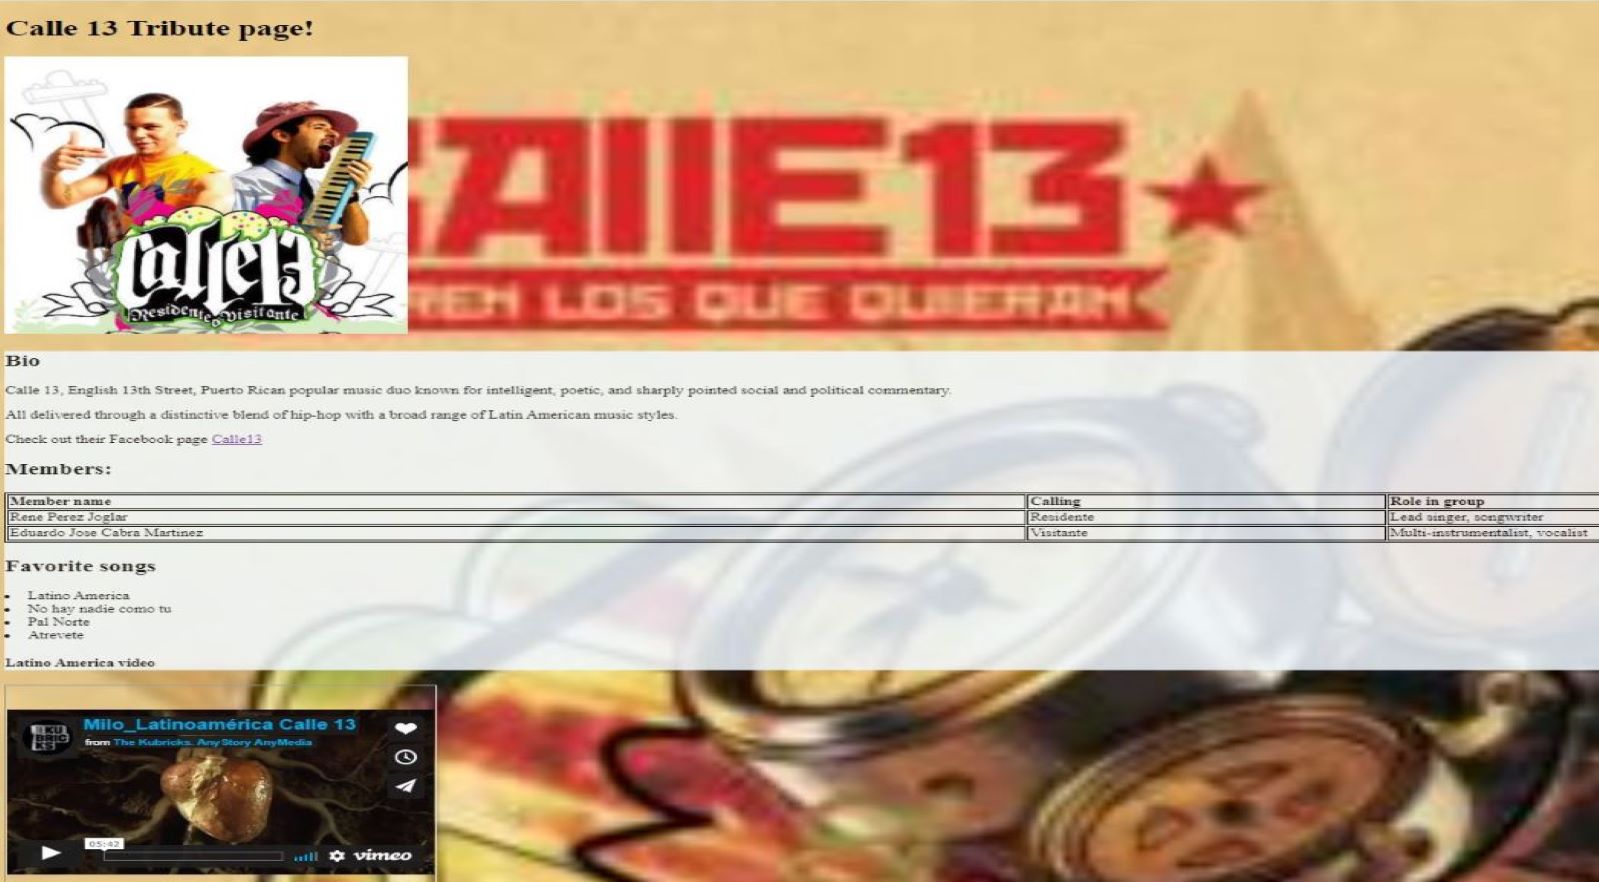 Calle 13 Tribute page!
Calle13
Residente o Visitante
AllE 13
REN LOS QUE QUIERAN
Bio
Calle 13, English 13th Street, Puerto Rican popular music duo known for intelligent, poetic, and sharply pointed social and political commentary.
All delivered through a distinctive blend of hip-hop with a broad range of Latin American music styles.
Check out their Facebook page Calle13
Members:
Member name Calling Role in group
Rene Perez Joglar Residente Lead singer, songwriter
Eduardo Jose Cabra Martinez Visitante Multi-instrumentalist, vocalist
Favorite songs
Latino America
No hay nadie como tu
Pal Norte
Atrevete
Latino America video
KU
BRIC
KS
Milo_Latinoamérica Calle 13
from The Kubricks. AnyStory AnyMedia
05:42
vimeo